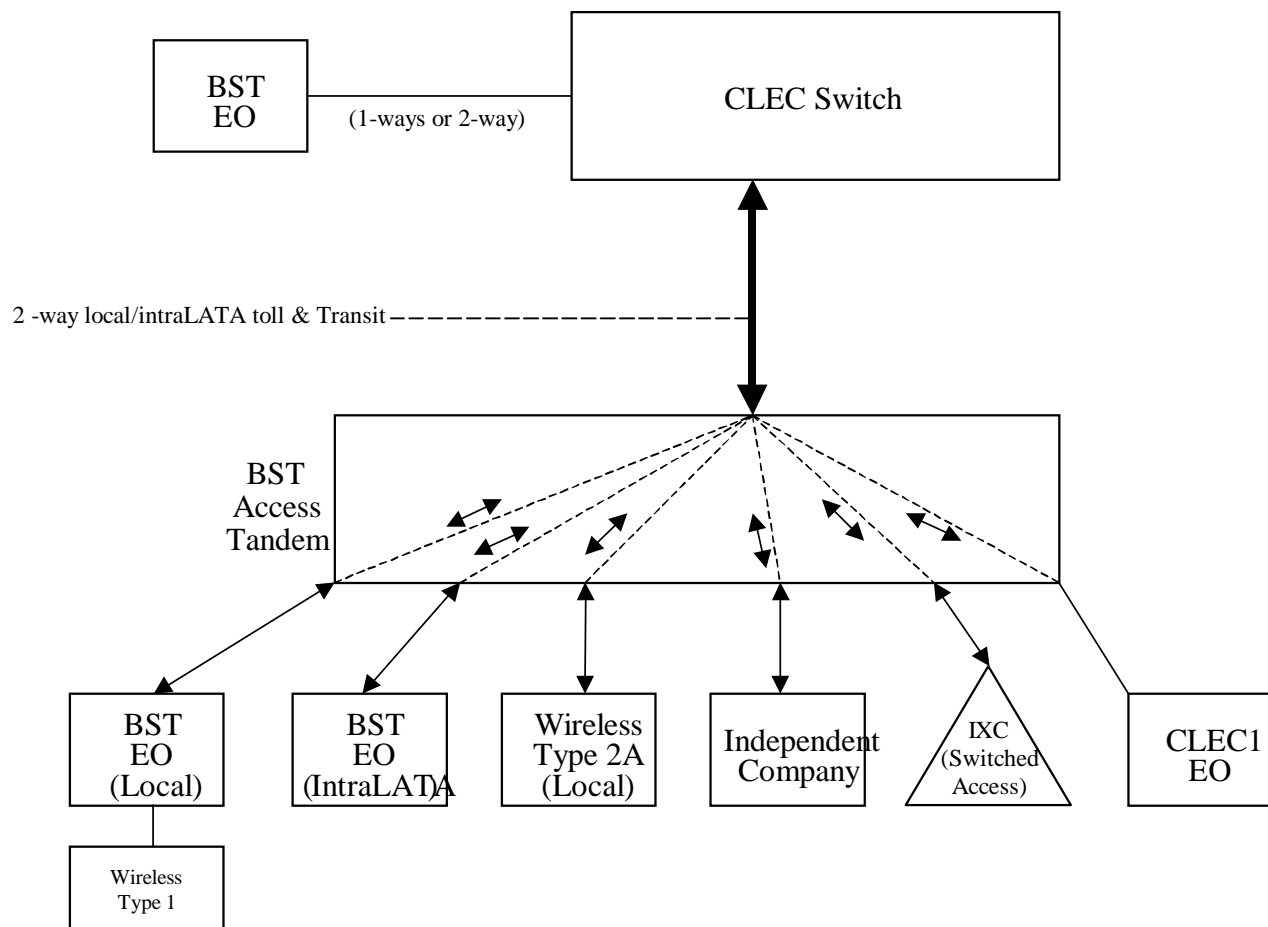 BST
EO
(1-ways or 2-way)
CLEC Switch
2 -way local/intraLATA toll & Transit
BST
Access
Tandem
BST
EO
(Local)
BST
EO
(IntraLAT)A
Wireless
Type 2A
(Local)
Independent
Company
IXC
(Switched
Access)
CLEC1
EO
Wireless
Type 1